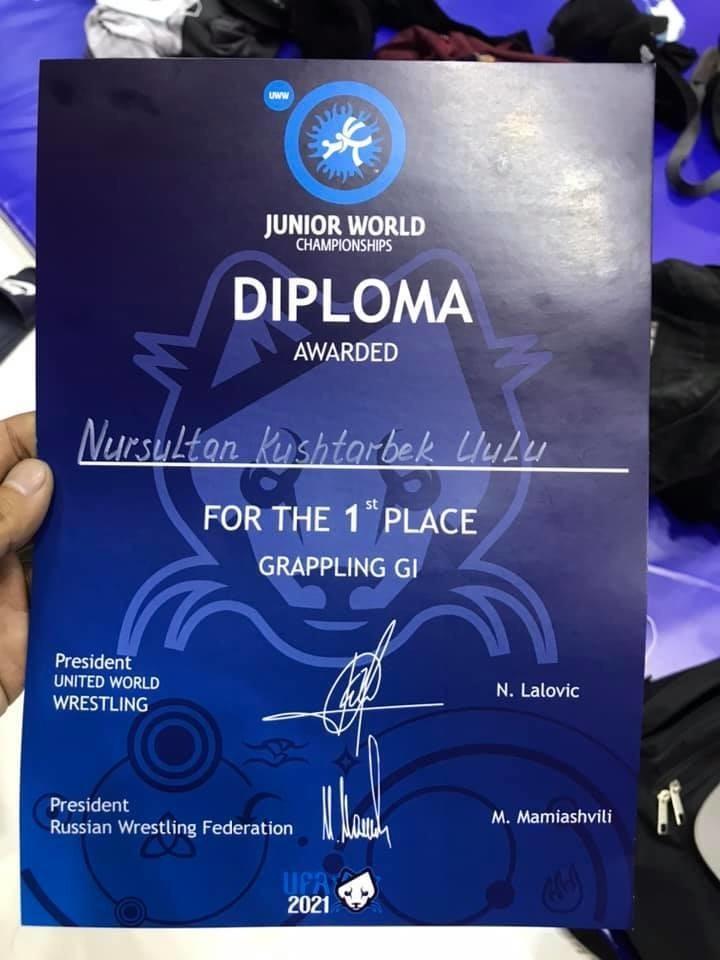 UWW
JUNIOR WORLD
CHAMPIONSHIPS
DIPLOMA
AWARDED
Nursultan Kushtarbek Uulu
FOR THE 1st PLACE
GRAPPLING GI
President
UNITED WORLD
WRESTLING
N. Lalovic
President
Russian Wrestling Federation
M. Mamiashvili
UFA
2021